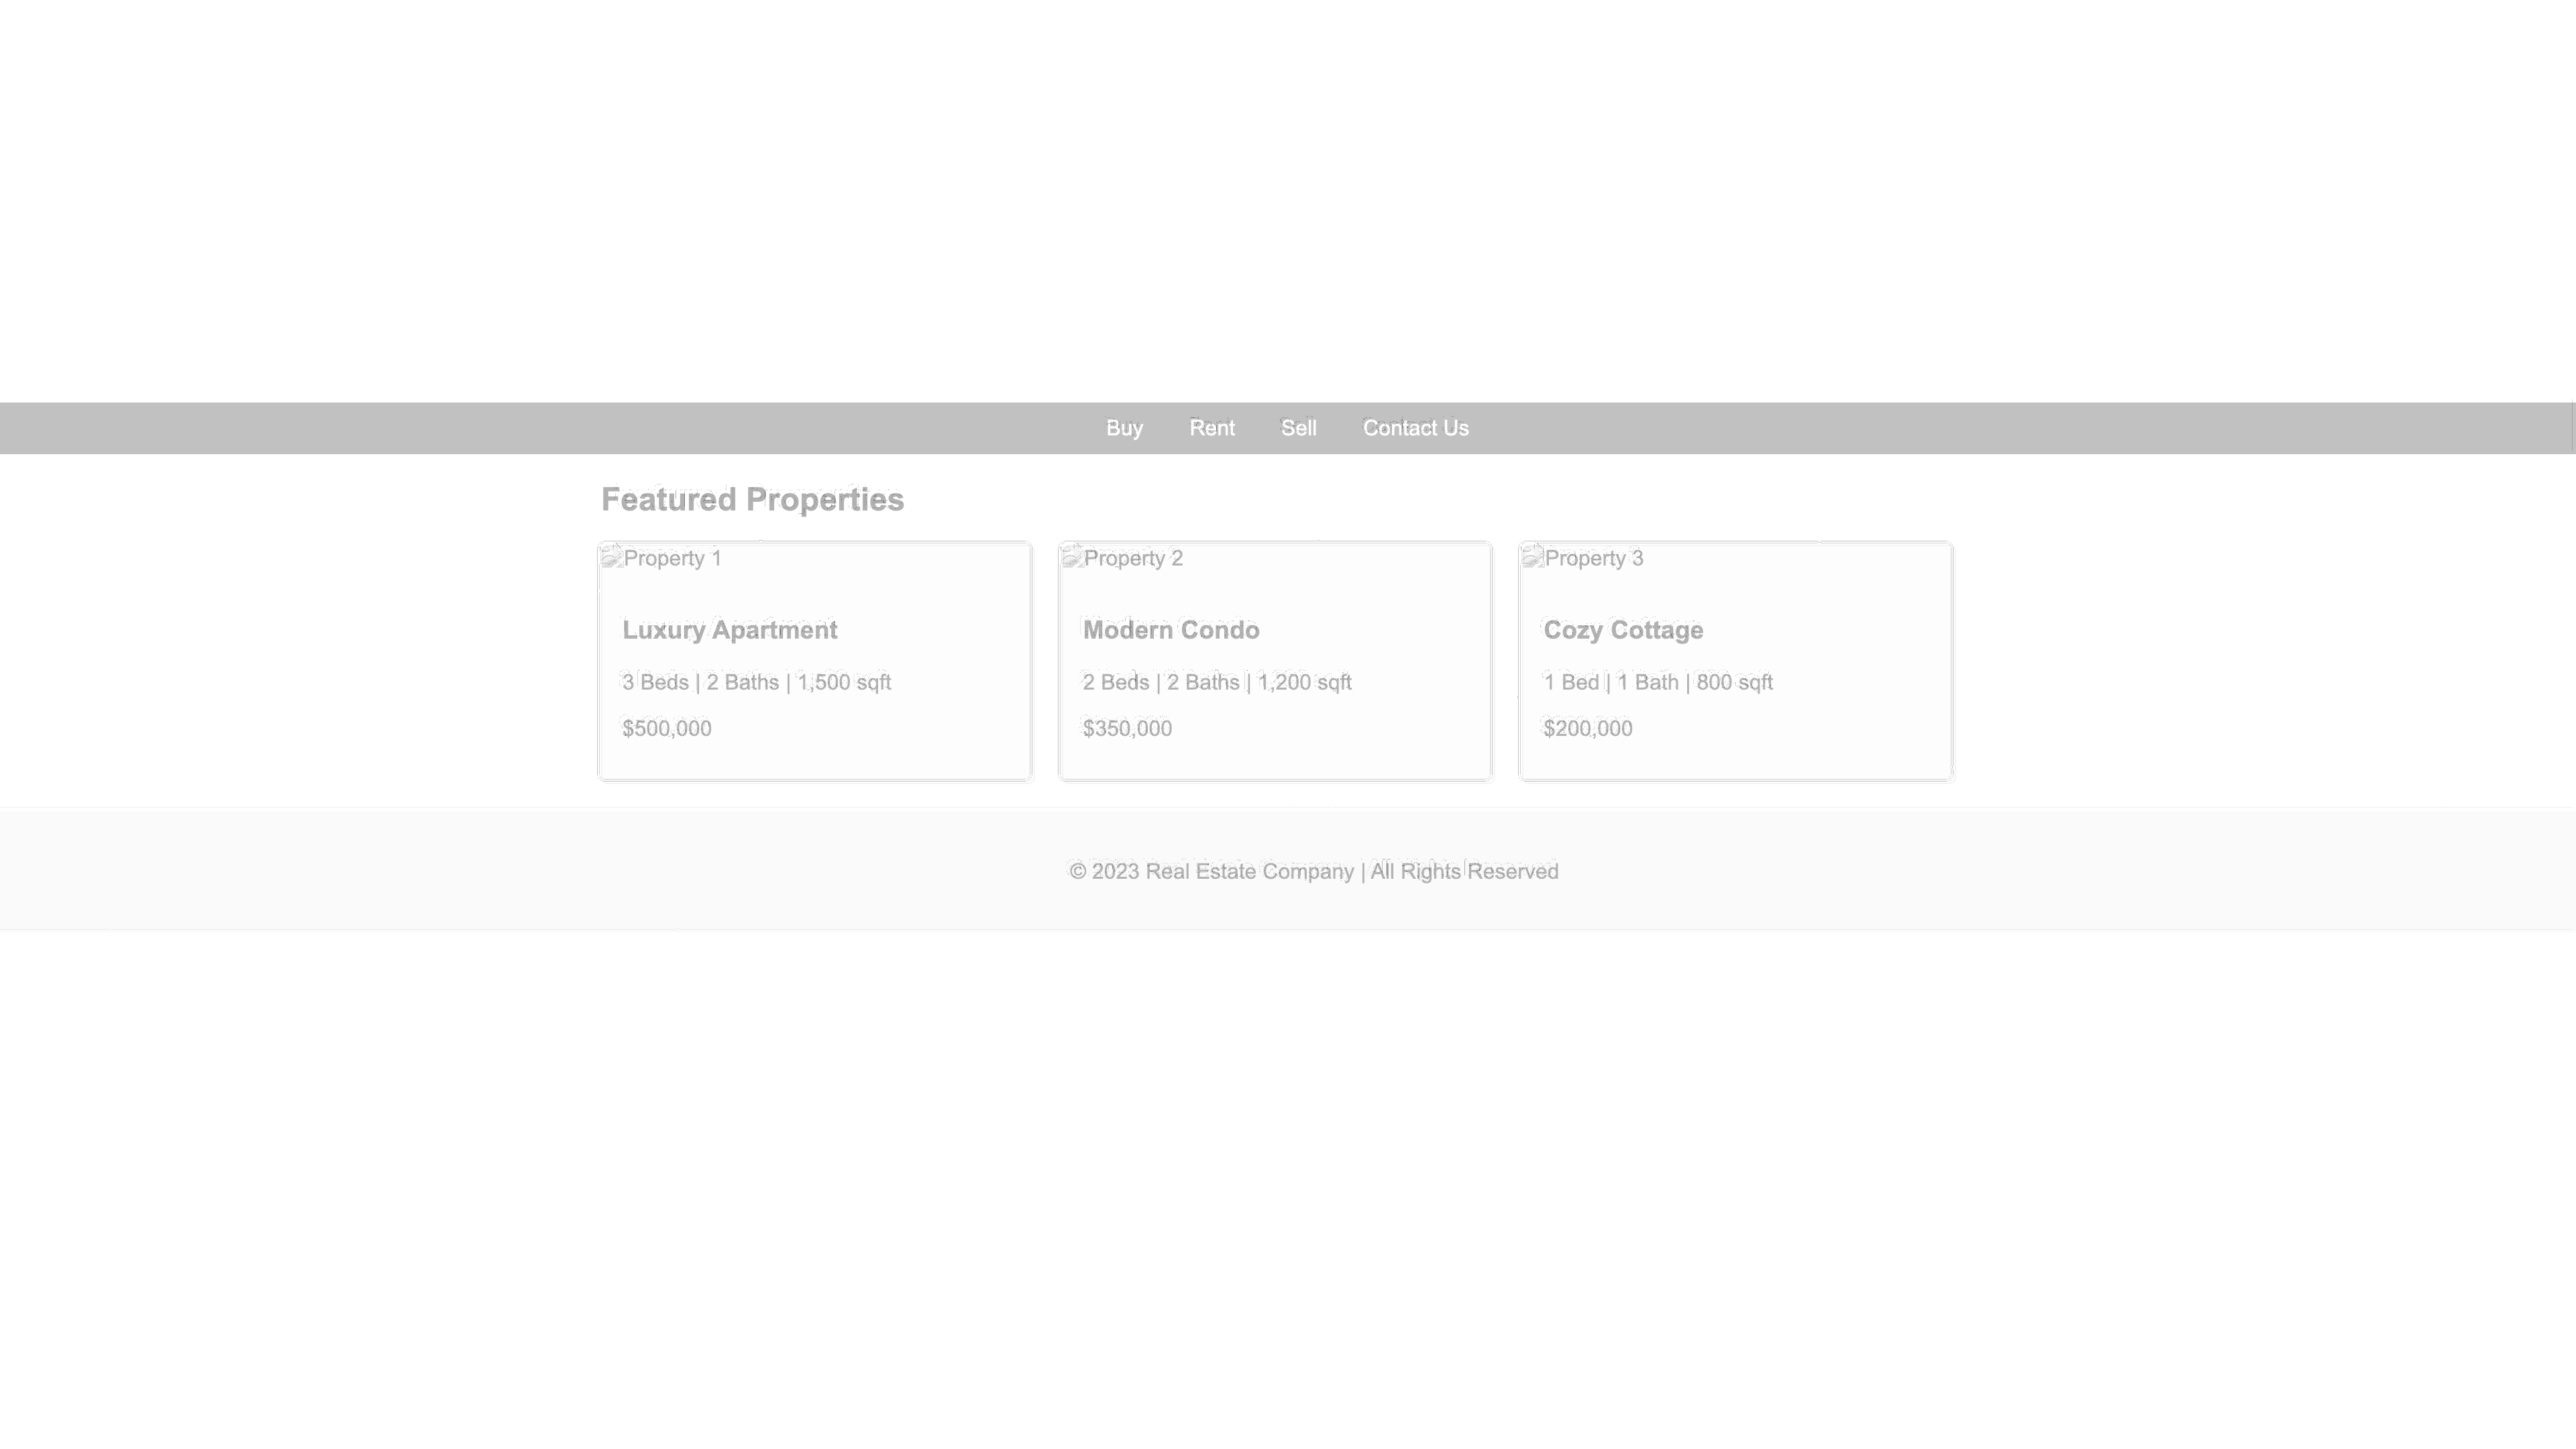 Buy Rent Sell Contact Us
Featured Properties
Property 1
Luxury Apartment
3 Beds | 2 Baths | 1,500 sqft
$500,000
Property 2
Modern Condo
2 Beds | 2 Baths | 1,200 sqft
$350,000
Property 3
Cozy Cottage
1 Bed | 1 Bath | 800 sqft
$200,000
© 2023 Real Estate Company | All Rights Reserved